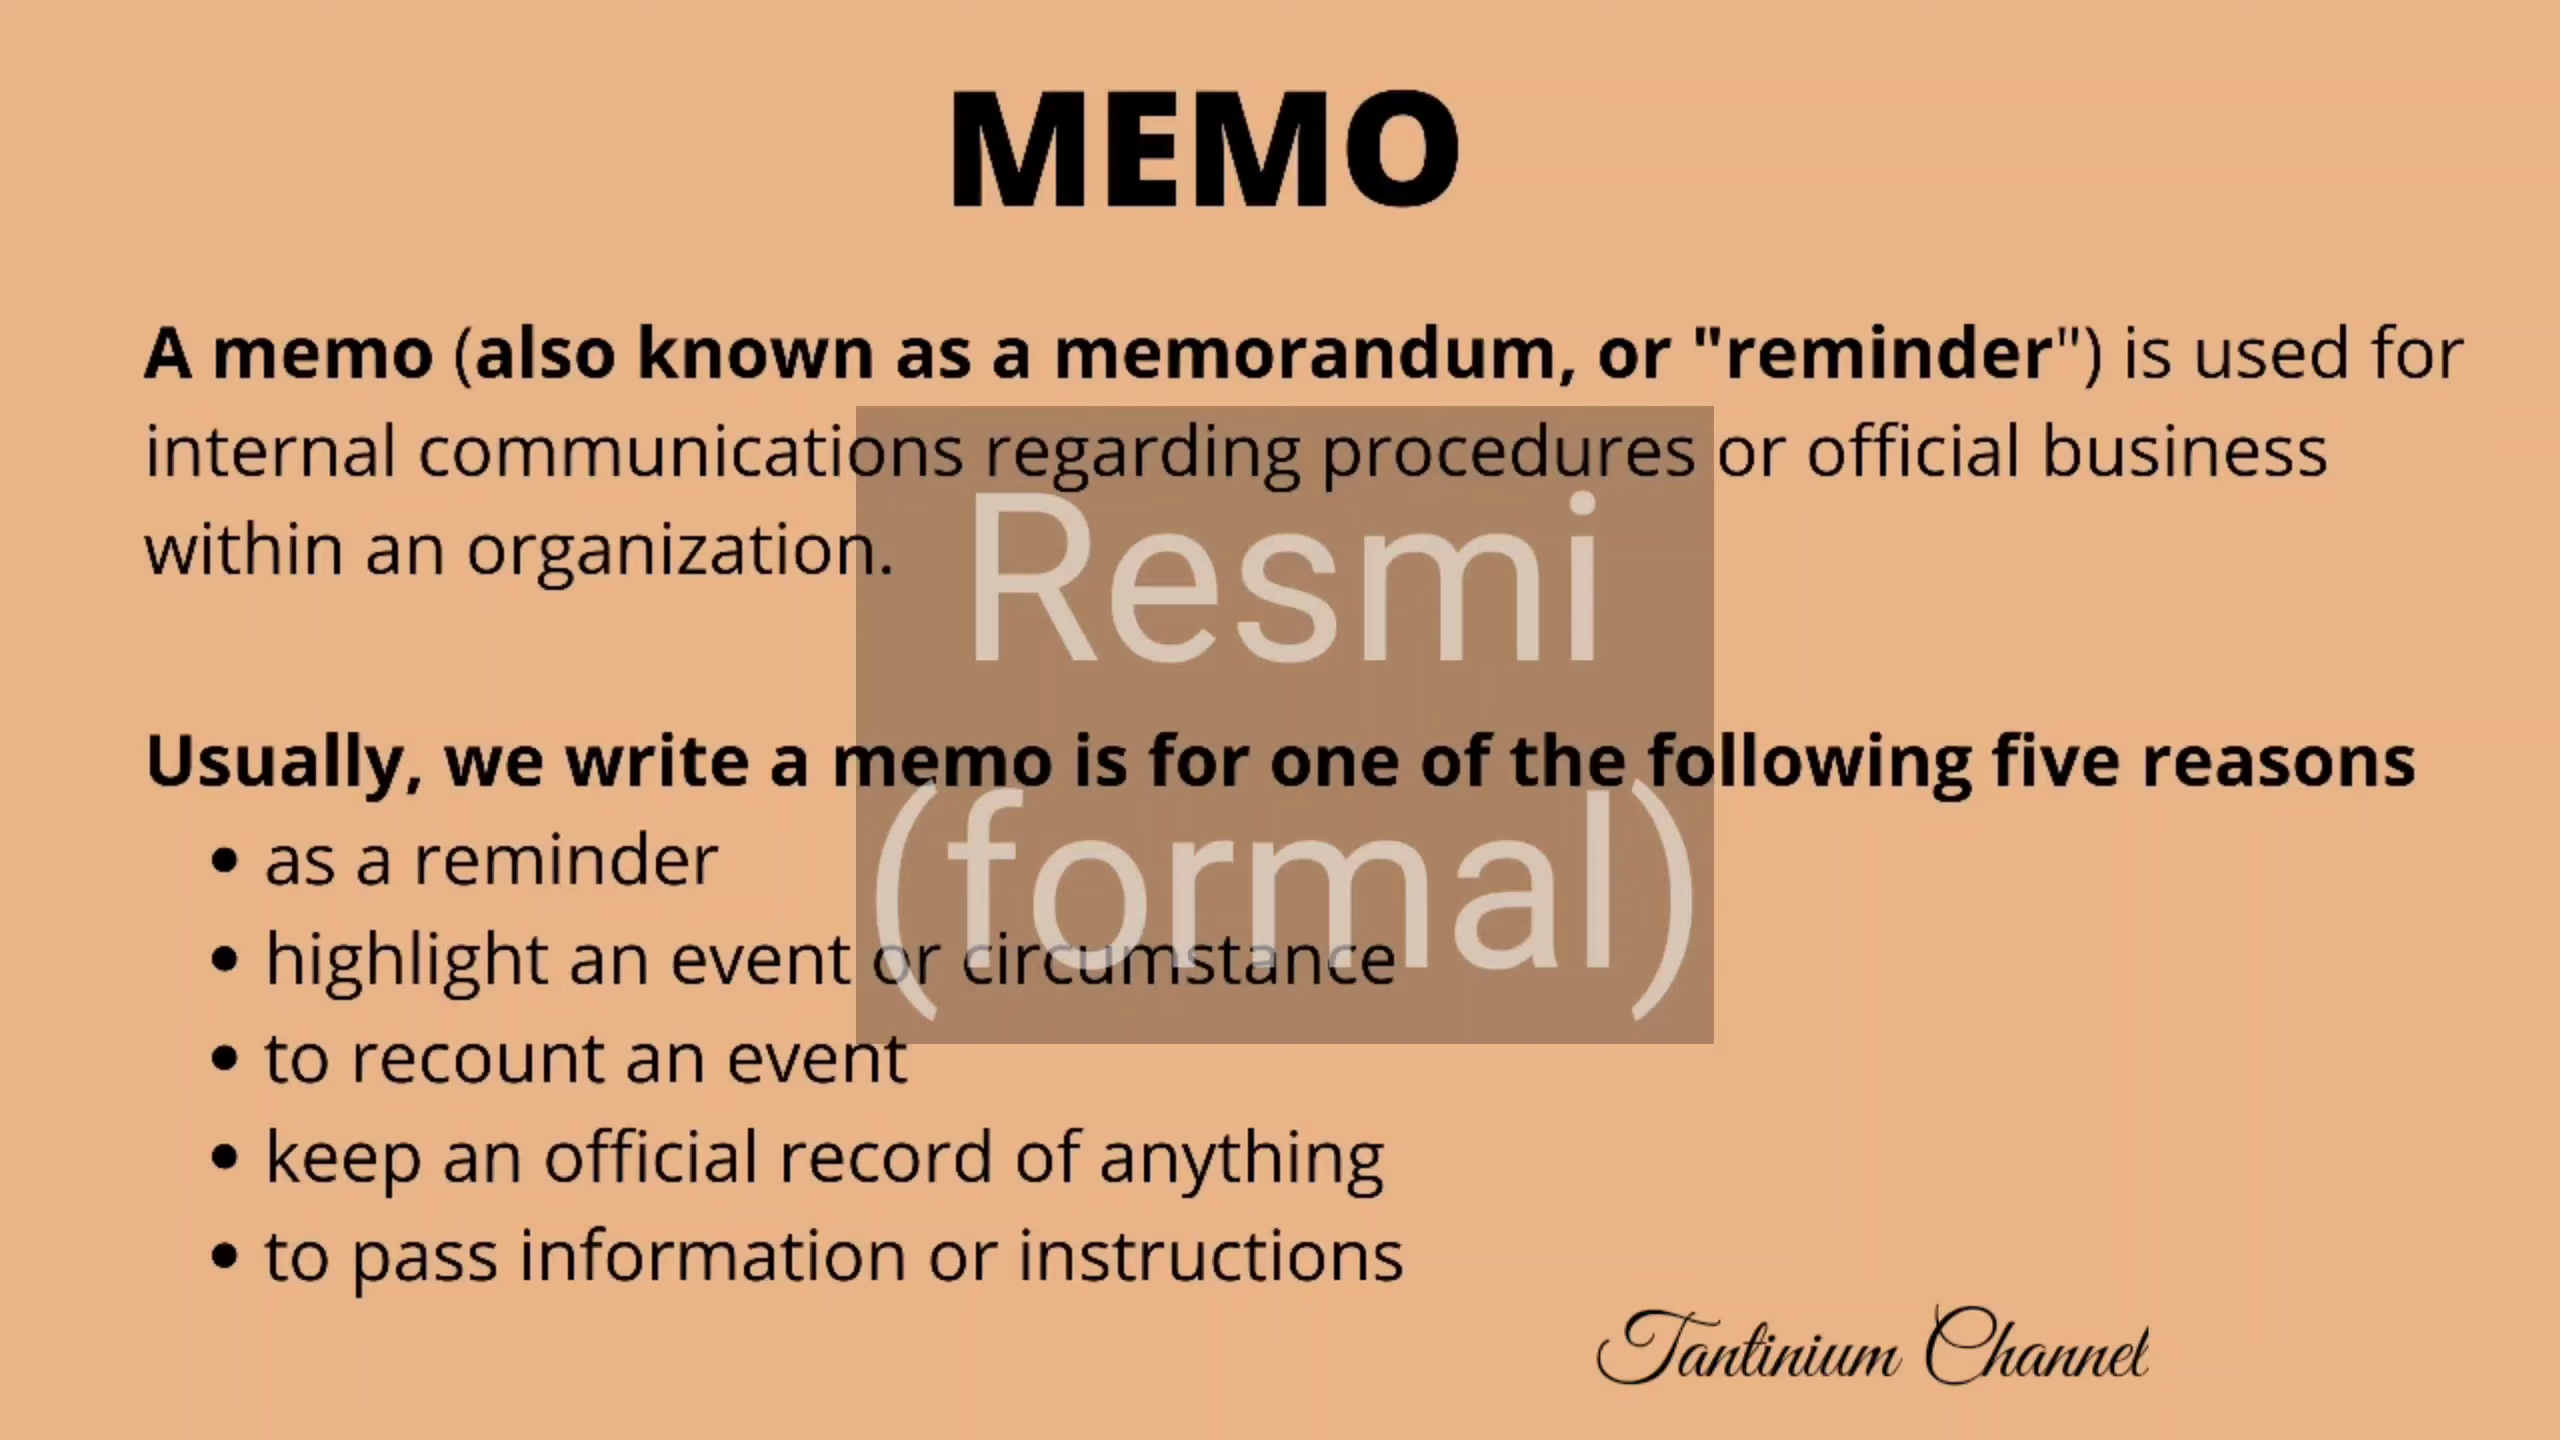 MEMO
A memo (also known as a memorandum, or "reminder") is used for
internal communications regarding procedures or official business
within an organization.
Resmi
(formal)
Usually, we write a memo is for one of the following five reasons
• as a reminder
• highlight an event or circumstance
• to recount an event
• keep an official record of anything
• to pass information or instructions
Tantinium Channel